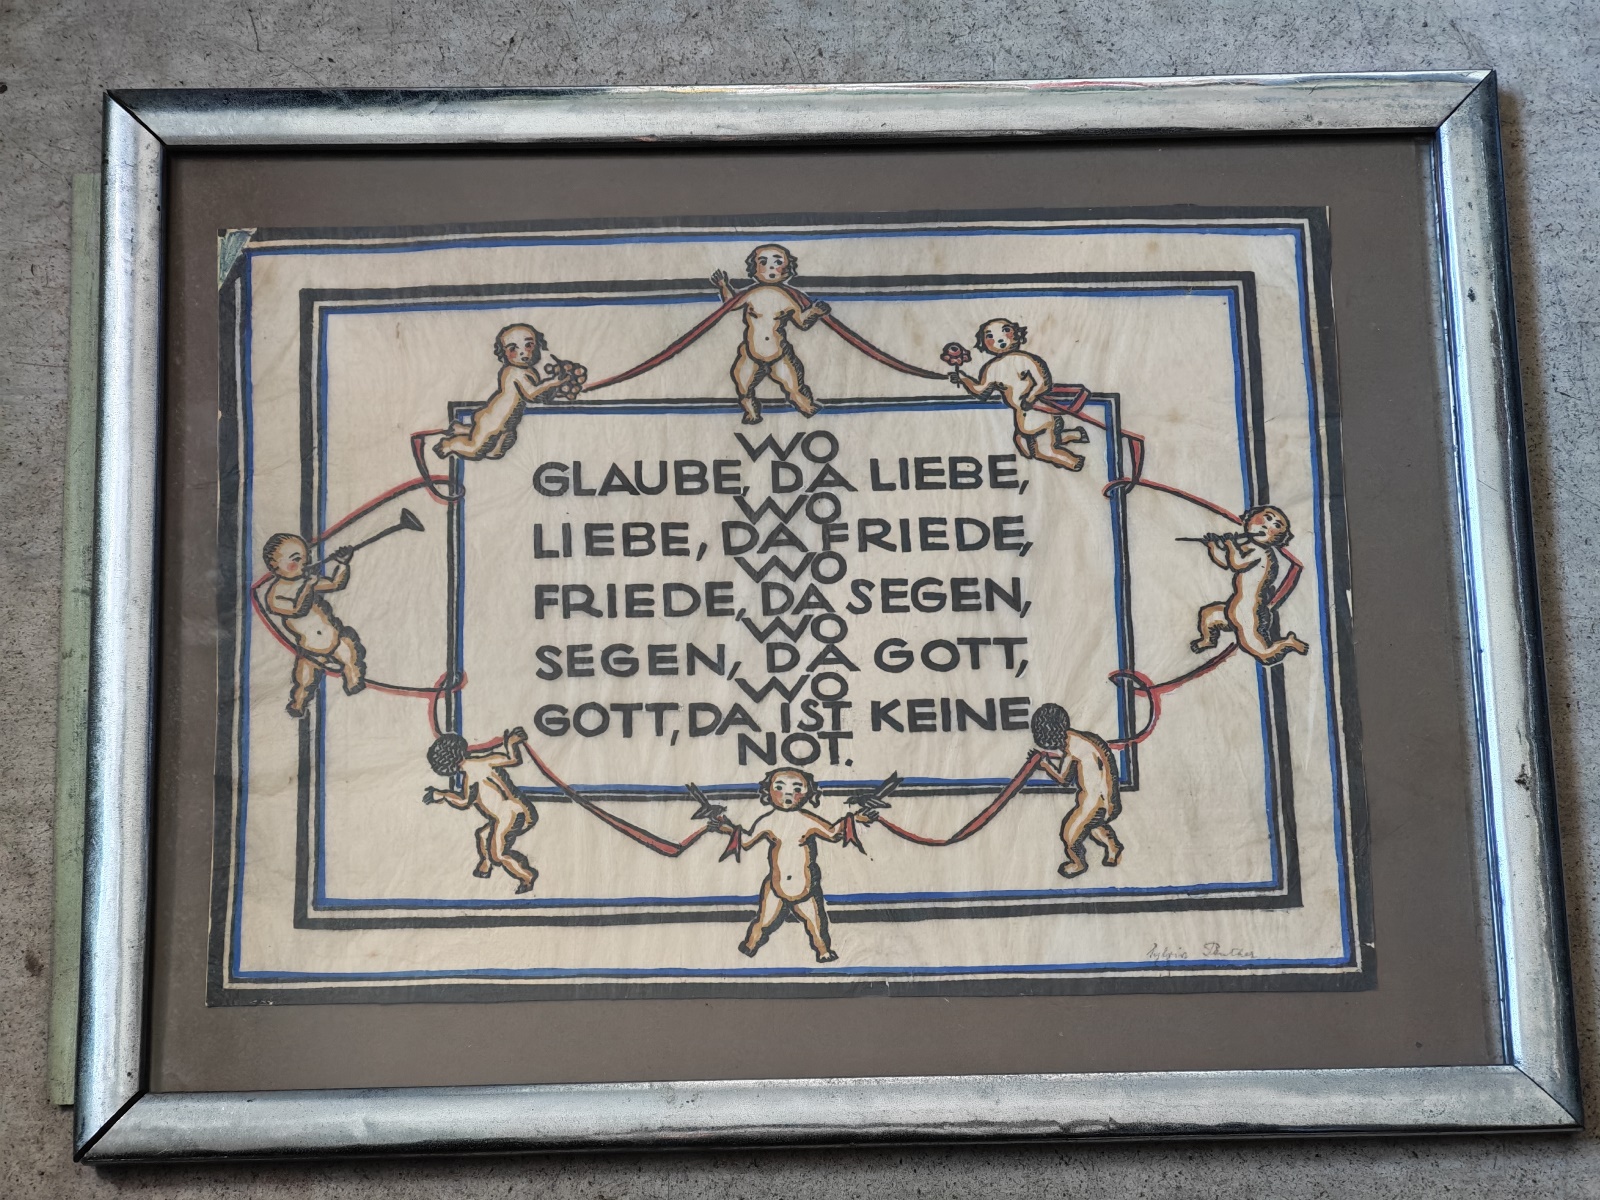 WO
GLAUBE, DA LIEBE,
WO
LIEBE, DA FRIEDE,
WO
FRIEDE, DA SEGEN,
WO
SEGEN, DA GOTT,
WO
GOTT, DA IST KEINE
NOT.